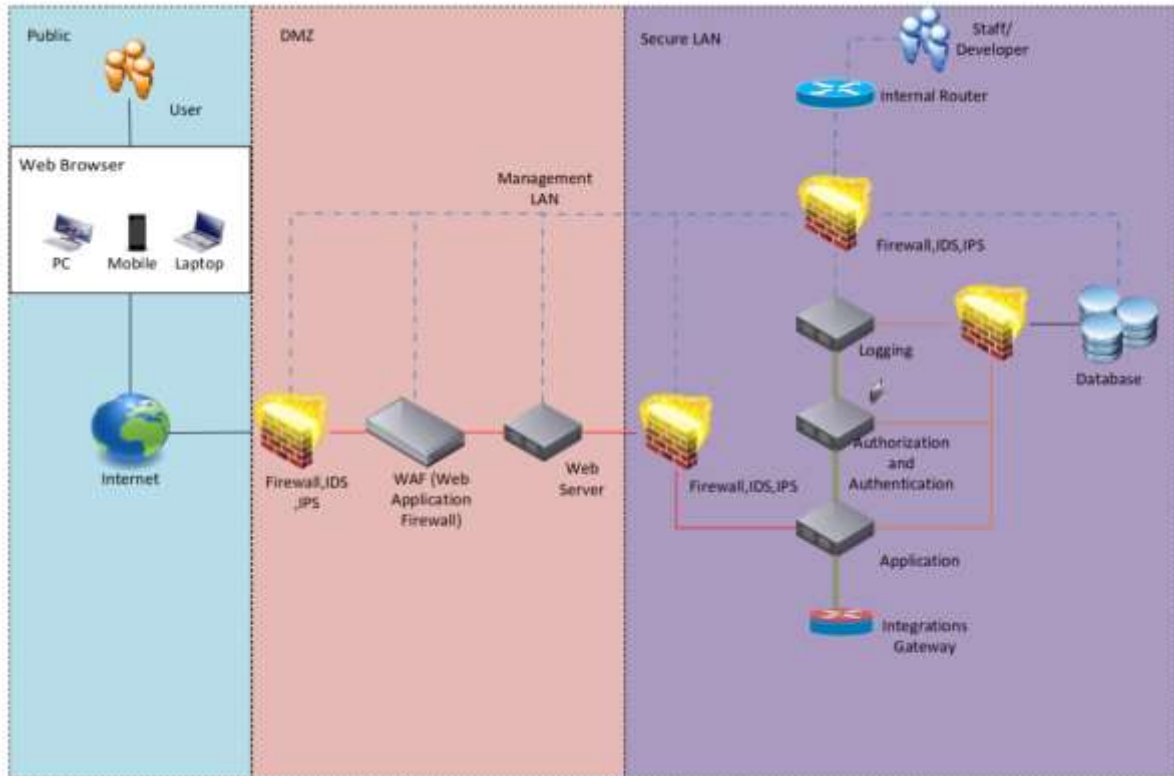 Public
User
Web Browser
PC
Mobile
Laptop
Internet
DMZ
Management
LAN
Firewall,IDS
,IPS
WAF (Web
Application
Firewall)
Web
Server
Secure LAN
Staff/
Developer
Internal Router
Firewall,IDS,IPS
Logging
Database
Authorization
and
Authentication
Firewall,IDS,IPS
Application
Integrations
Gateway